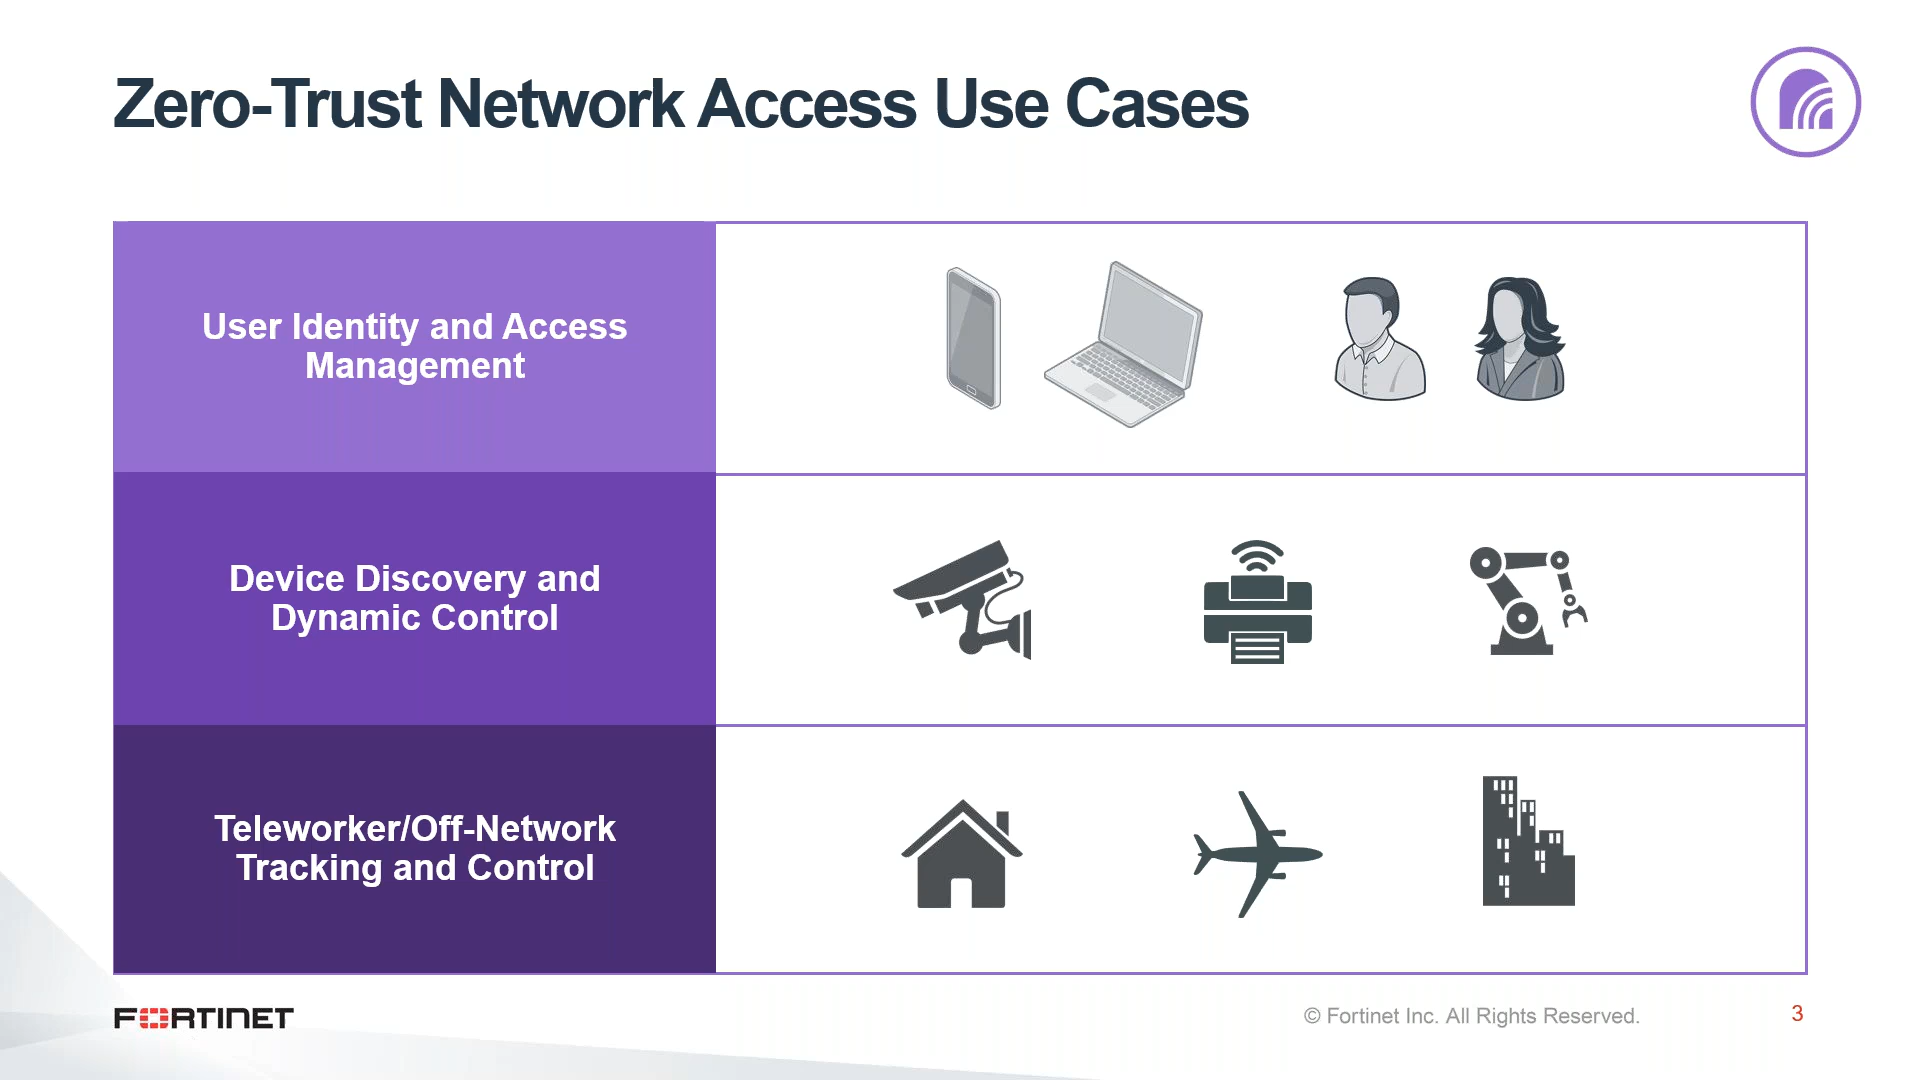 Zero-Trust Network Access Use Cases
User Identity and Access
Management
Device Discovery and
Dynamic Control
Teleworker/Off-Network
Tracking and Control
FORTINET
© Fortinet Inc. All Rights Reserved.
3